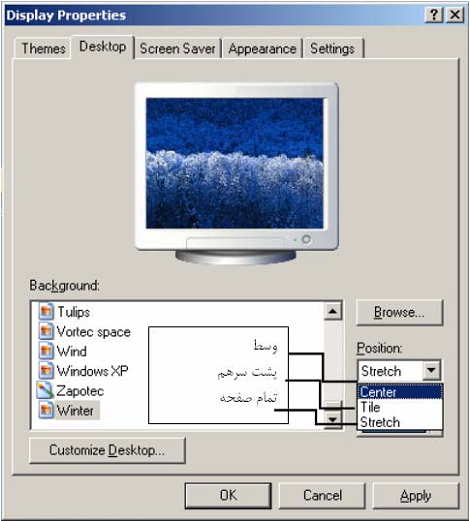 Display Properties
Themes Desktop Screen Saver Appearance Settings
Background:
Tulips
Vortec space
Wind
Windows XP
Zapotec
Winter
وسط
پشت سرهم
تمام صفحه
Browse...
Position:
Stretch
Center
Tile
Stretch
Customize Desktop...
OK Cancel Apply